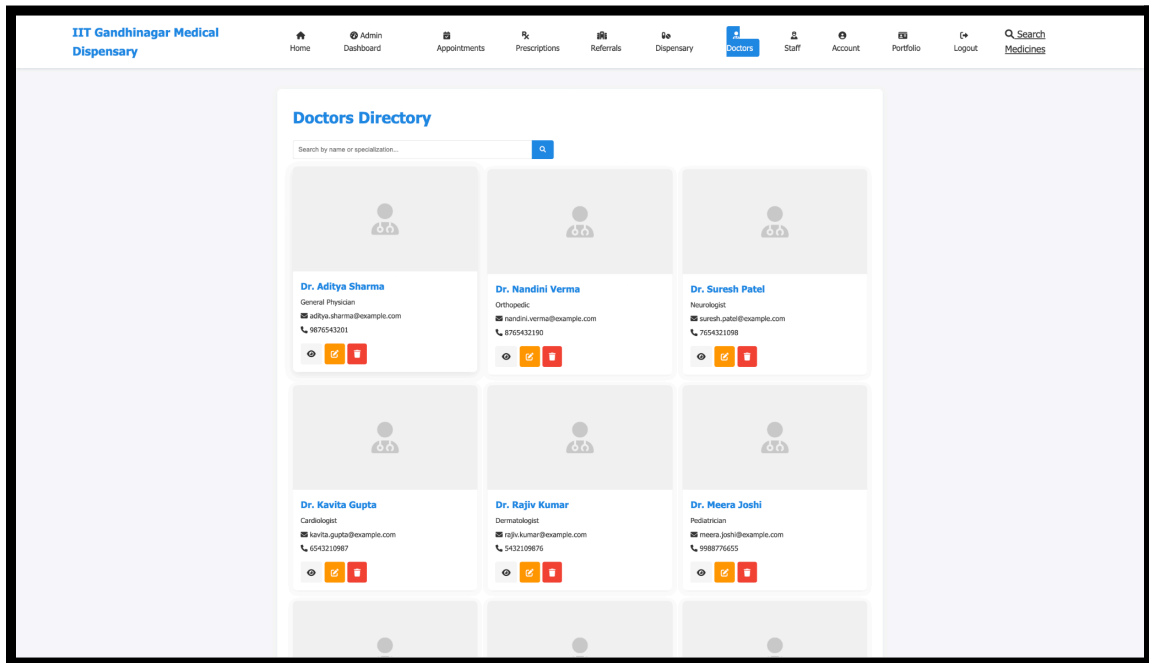 IIT Gandhinagar Medical
Dispensary
Home
Admin
Dashboard
Appointments
Prescriptions
Referrals
Dispensary
Doctors
Staff
Account
Portfolio
Logout
Search
Medicines
Doctors Directory
Search by name or specialization...
Dr. Aditya Sharma
General Physician
aditya.sharma@example.com
9876543201
Dr. Nandini Verma
Orthopedic
nandini.verma@example.com
8765432190
Dr. Suresh Patel
Neurologist
suresh.patel@example.com
7654321098
Dr. Kavita Gupta
Cardiologist
kavita.gupta@example.com
6543210987
Dr. Rajiv Kumar
Dermatologist
rajiv.kumar@example.com
5432109876
Dr. Meera Joshi
Pediatrician
meera.joshi@example.com
9988776655